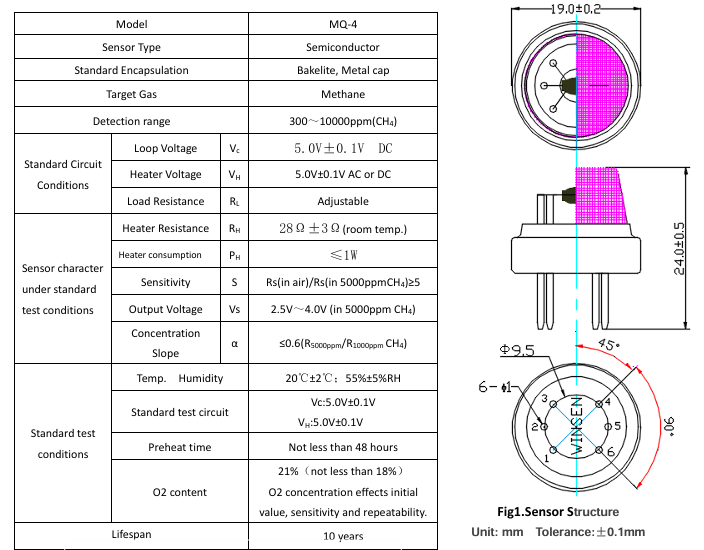 Model MQ-4
Sensor Type Semiconductor
Standard Encapsulation Bakelite, Metal cap
Target Gas Methane
Detection range 300～10000ppm(CH₄)
Standard Circuit Conditions
Loop Voltage Vc 5.0V±0.1V DC
Heater Voltage VH 5.0V±0.1V AC or DC
Load Resistance RL Adjustable
Sensor character
under standard
test conditions
Heater Resistance RH 28Ω±3Ω(room temp.)
Heater consumption PH ≤1W
Sensitivity S Rs(in air)/Rs(in 5000ppmCH₄)≥5
Output Voltage Vs 2.5V～4.0V (in 5000ppm CH₄)
Concentration
Slope
α ≤0.6(R5000ppm/R1000ppm CH₄)
Standard test
conditions
Temp. Humidity 20℃±2℃；55%±5%RH
Standard test circuit Vc:5.0V±0.1V
VH:5.0V±0.1V
Preheat time Not less than 48 hours
O2 content 21%（not less than 18%）
O2 concentration effects initial
value, sensitivity and repeatability.
Lifespan 10 years
19.0±0.2
24.0±0.5
45°
Φ9.5
6-Φ1
90°
3 4
2 5
1 6
WINSEN
Fig1.Sensor Structure
Unit: mm Tolerance:±0.1mm